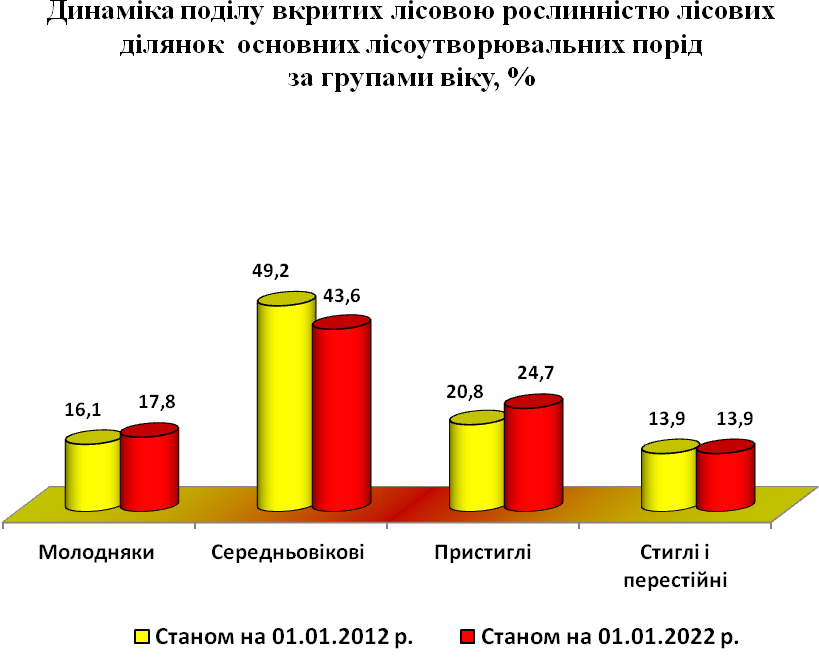 Динаміка поділу вкритих лісовою рослинністю лісових
ділянок основних лісоутворювальних порід
за групами віку, %
49,2
43,6
24,7
20,8
17,8
16,1
13,9
13,9
Молодняки
Середньовікові
Пристиглі
Стиглі і
перестійні
Станом на 01.01.2012 р.
Станом на 01.01.2022 р.